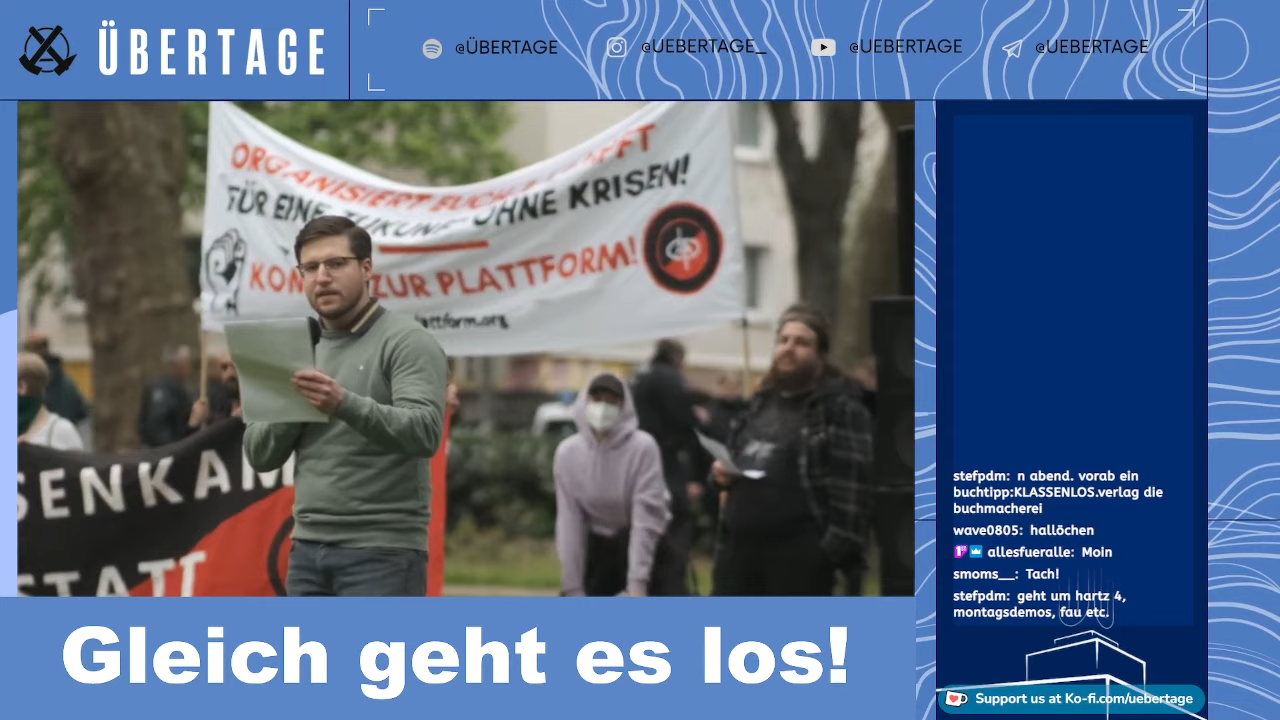 ÜBERTAGE
@ÜBERTAGE
@UEBERTAGE_
@UEBERTAGE
@UEBERTAGE
ORGANISIERT
FÜR EINE ZUKUNFT OHNE KRISEN!
ZUR PLATTFORM!
SENKAM
STATT
Gleich geht es los!
stefpdm: n abend. vorab ein
buchtipp:KLASSENLOS.verlag die
buchmacherei
wave0805: hallöchen
allesfueralle: Moin
smoms__: Tach!
stefpdm: geht um hartz 4,
montagsdemos, fau etc.
Support us at Ko-fi.com/uebertage